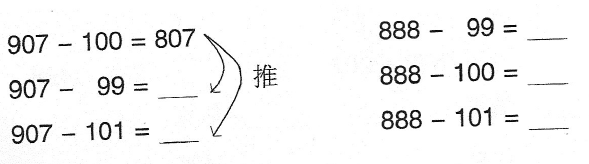 907 - 100 = 807
907 - 99 = ___
907 - 101 = ___
推
888 - 99 = ___
888 - 100 = ___
888 - 101 = ___